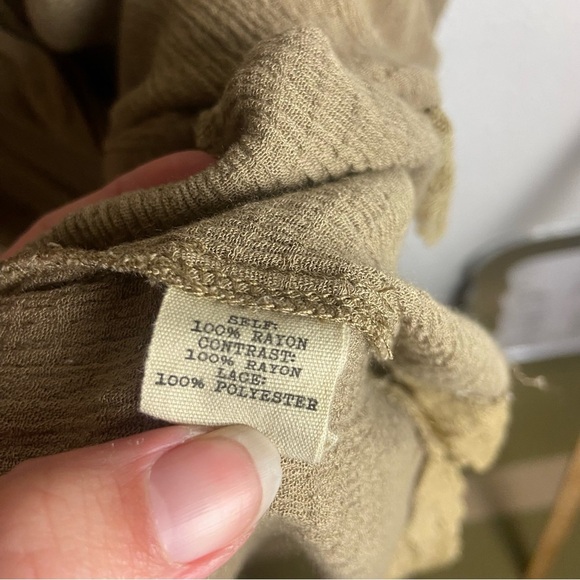 SELF:
100% RAYON
CONTRAST:
100% RAYON
LACE:
100% POLYESTER